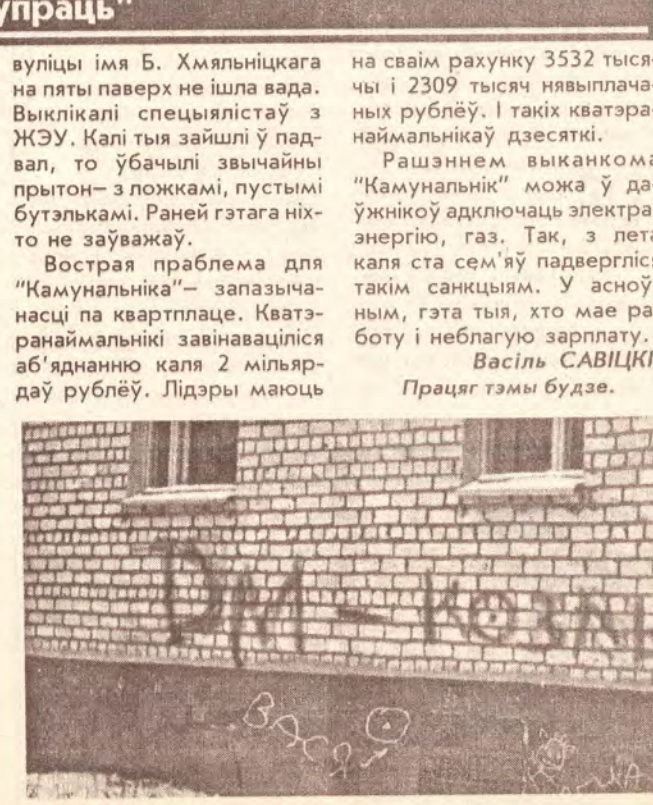 упраць"
вуліцы імя Б. Хмяльніцкага
на пяты паверх не ішла вада.
Выклікалі спецыялістаў з
ЖЭУ. Калі тыя зайшлі ў пад-
вал, то ўбачылі звычайны
прытон— з ложкамі, пустымі
бутэлькамі. Раней гэтага ніх-
то не заўважаў.
Вострая праблема для
"Камунальніка"— запазыча-
насці па квартплаце. Кватэ-
ранаймальнікі завінаваціліся
аб'яднанню каля 2 мільяр-
даў рублёў. Лідэры маюць
на сваім рахунку 3532 тыся-
чы і 2309 тысяч нявыплача-
ных рублёў. І такіх кватэра-
наймальнікаў дзесяткі.
Рашэннем выканкома
"Камунальнік" можа ў да-
ўжнікоў адключаць электра-
энергію, газ. Так, з лета
каля ста сем'яў падвергліся
такім санкцыям. У асноў-
ным, гэта тыя, хто мае ра-
боту і неблагую зарплату.
Васіль САВІЦКІ
Працяг тэмы будзе.
DM - козлы
Вася